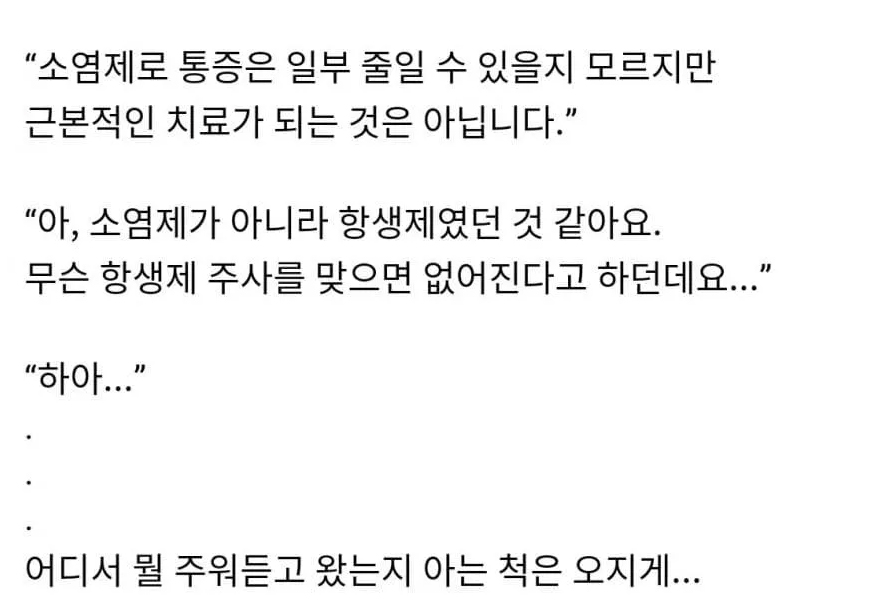 “소염제로 통증은 일부 줄일 수 있을지 모르지만
근본적인 치료가 되는 것은 아닙니다.”
“아, 소염제가 아니라 항생제였던 것 같아요.
무슨 항생제 주사를 맞으면 없어진다고 하던데요...”
“하아...”
.
.
.
어디서 뭘 주워듣고 왔는지 아는 척은 오지게...